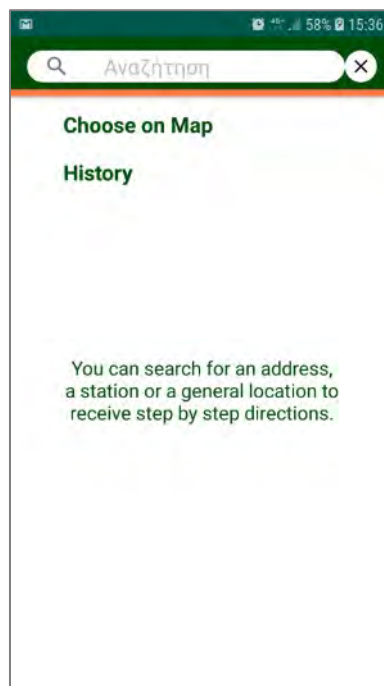 58% 15:36
Αναζήτηση
Choose on Map
History
You can search for an address,
a station or a general location to
receive step by step directions.